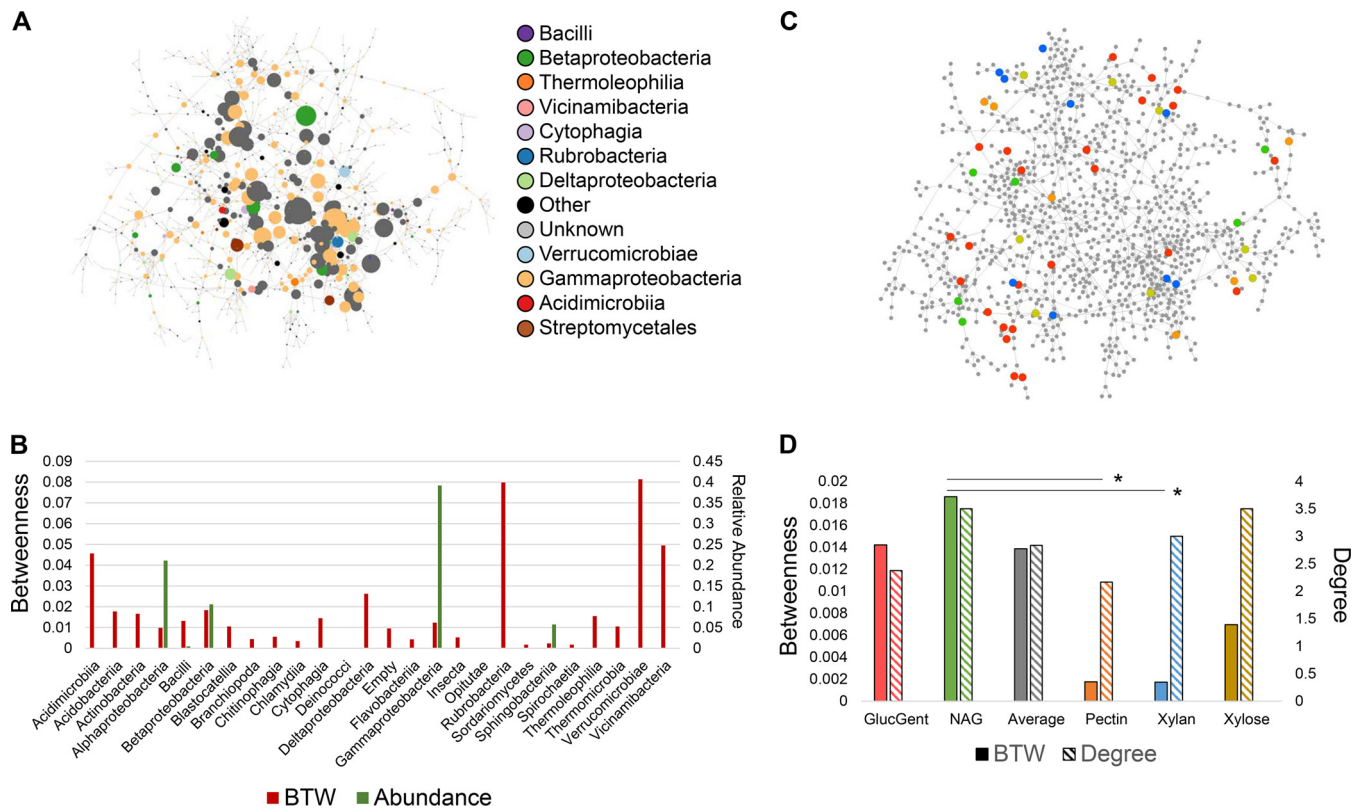 A
Bacilli
Betaproteobacteria
Thermoleophilia
Vicinamibacteria
Cytophagia
Rubrobacteria
Deltaproteobacteria
Other
Unknown
Verrucomicrobiae
Gammaproteobacteria
Acidimicrobiia
Streptomycetales
C
B
Betweenness
0.09
0.08
0.07
0.06
0.05
0.04
0.03
0.02
0.01
0
0.45
0.4
0.35
0.3
0.25
0.2
0.15
0.1
0.05
0
Relative Abundance
Acidimicrobiia
Acidobacteriia
Actinobacteria
Alphaproteobacteria
Bacilli
Betaproteobacteria
Blastocatellia
Branchiopoda
Chitinophagia
Chlamydiia
Cytophagia
Deinococci
Deltaproteobacteria
Empty
Flavobacteriia
Gammaproteobacteria
Insecta
Opitutae
Rubrobacteria
Sordariomycetes
Sphingobacteriia
Spirochaetia
Thermoleophilia
Thermomicrobia
Verrucomicrobiae
Vicinamibacteria
BTW
Abundance
D
Betweenness
0.02
0.018
0.016
0.014
0.012
0.01
0.008
0.006
0.004
0.002
0
*
*
4
3.5
3
2.5
2
1.5
1
0.5
0
Degree
GlucGent
NAG
Average
Pectin
Xylan
Xylose
BTW
Degree